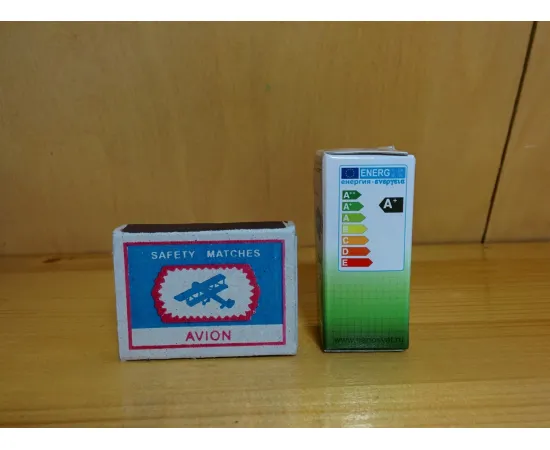 SAFETY MATCHES
AVION
ENERG
енергия · ενεργεια
A++
A+
A
B
C
D
E
A+